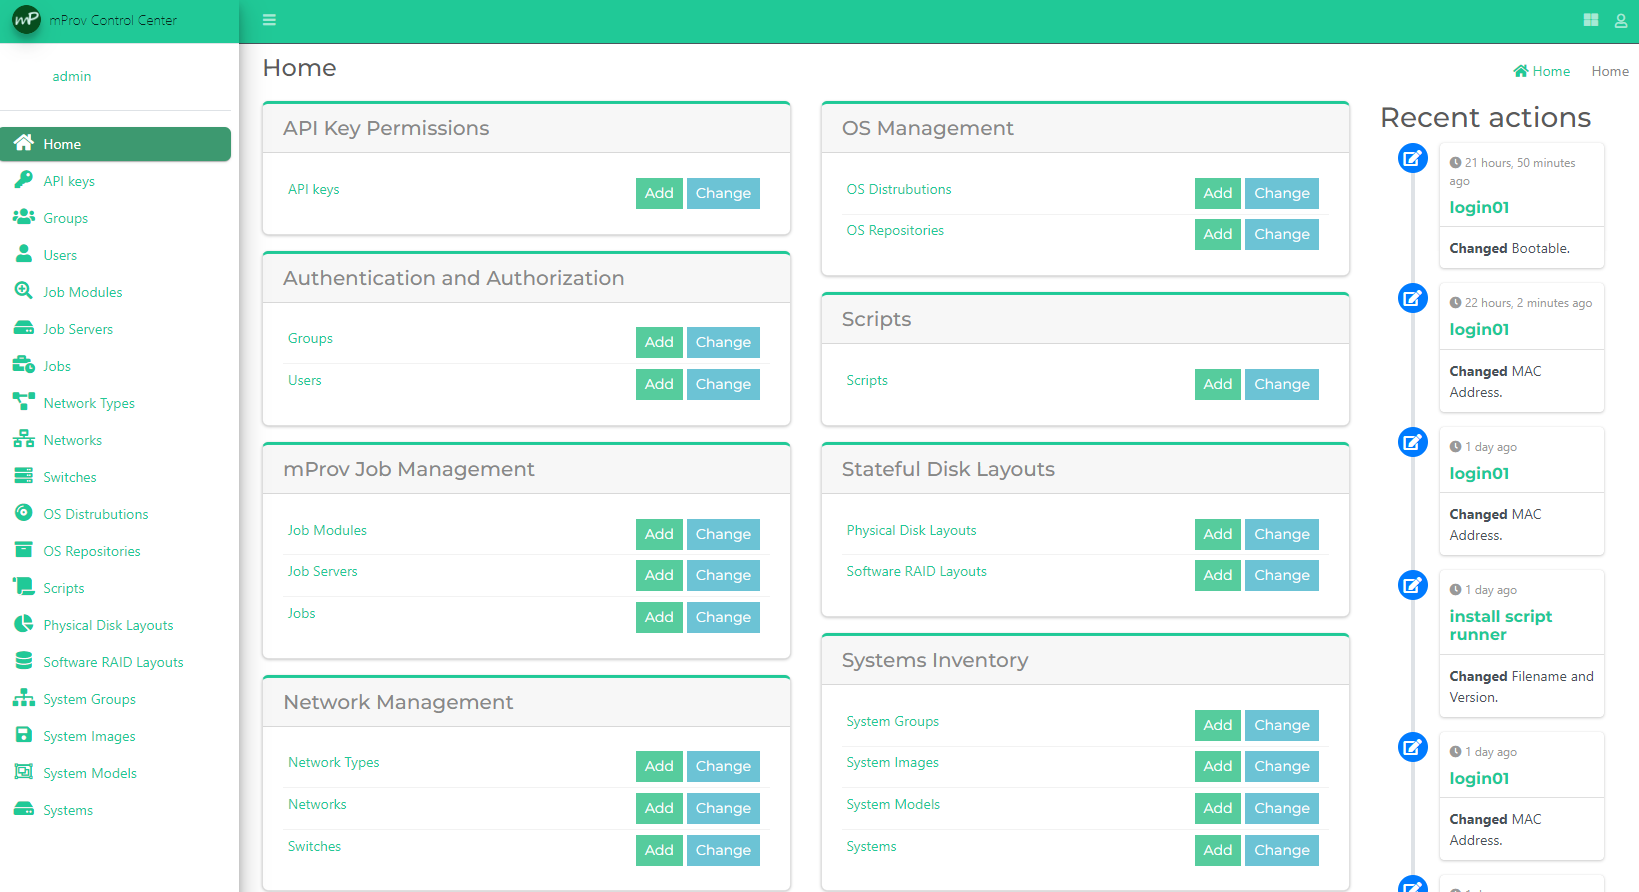 mP mProv Control Center
admin
Home
API keys
Groups
Users
Job Modules
Job Servers
Jobs
Network Types
Networks
Switches
OS Distrubutions
OS Repositories
Scripts
Physical Disk Layouts
Software RAID Layouts
System Groups
System Images
System Models
Systems
Home
Home Home
API Key Permissions
API keys Add Change
Authentication and Authorization
Groups Add Change
Users Add Change
mProv Job Management
Job Modules Add Change
Job Servers Add Change
Jobs Add Change
Network Management
Network Types Add Change
Networks Add Change
Switches Add Change
OS Management
OS Distrubutions Add Change
OS Repositories Add Change
Scripts
Scripts Add Change
Stateful Disk Layouts
Physical Disk Layouts Add Change
Software RAID Layouts Add Change
Systems Inventory
System Groups Add Change
System Images Add Change
System Models Add Change
Systems Add Change
Recent actions
21 hours, 50 minutes
ago
login01
Changed Bootable.
22 hours, 2 minutes ago
login01
Changed MAC
Address.
1 day ago
login01
Changed MAC
Address.
1 day ago
install script
runner
Changed Filename and
Version.
1 day ago
login01
Changed MAC
Address.